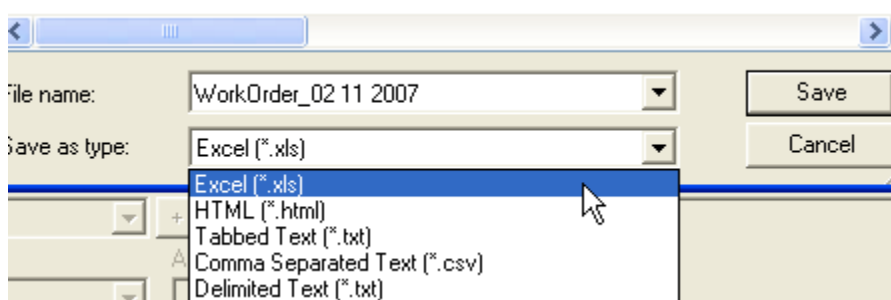 File name:
WorkOrder_02 11 2007
Save
Save as type:
Excel (*.xls)
Cancel
Excel (*.xls)
HTML (*.html)
+
Tabbed Text (*.txt)
A
Comma Separated Text (*.csv)
Delimited Text (*.txt)